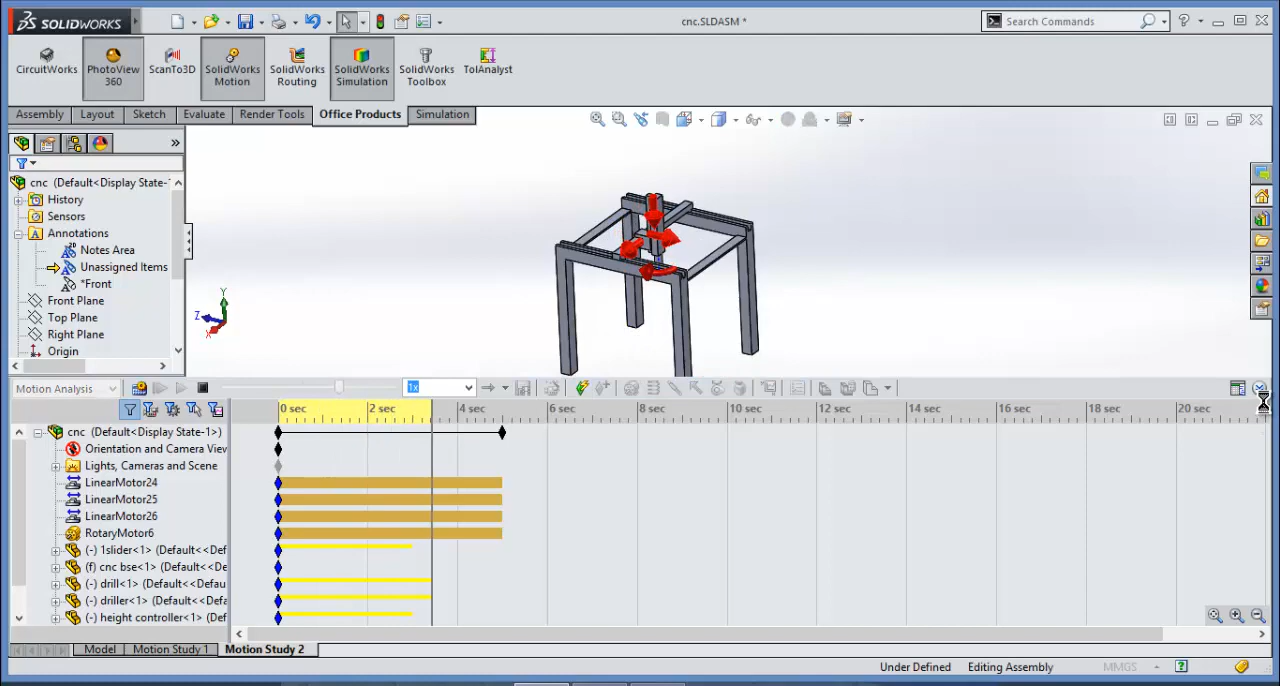 SOLIDWORKS
cnc.SLDASM *
Search Commands
CircuitWorks
PhotoView 360
ScanTo3D
SolidWorks Motion
SolidWorks Routing
SolidWorks Simulation
SolidWorks Toolbox
TolAnalyst
Assembly Layout Sketch Evaluate Render Tools Office Products Simulation
cnc (Default<Display State-
History
Sensors
Annotations
Notes Area
Unassigned Items
*Front
Front Plane
Top Plane
Right Plane
Origin
Y
Z
X
Motion Analysis
1x
0 sec 2 sec 4 sec 6 sec 8 sec 10 sec 12 sec 14 sec 16 sec 18 sec 20 sec
cnc (Default<Display State-1>)
Orientation and Camera View
Lights, Cameras and Scene
LinearMotor24
LinearMotor25
LinearMotor26
RotaryMotor6
(-) 1slider<1> (Default<<Def
(f) cnc bse<1> (Default<<De
(-) drill<1> (Default<<Defau
(-) driller<1> (Default<<Defa
(-) height controller<1> (Def
Model Motion Study 1 Motion Study 2
Under Defined Editing Assembly MMGS